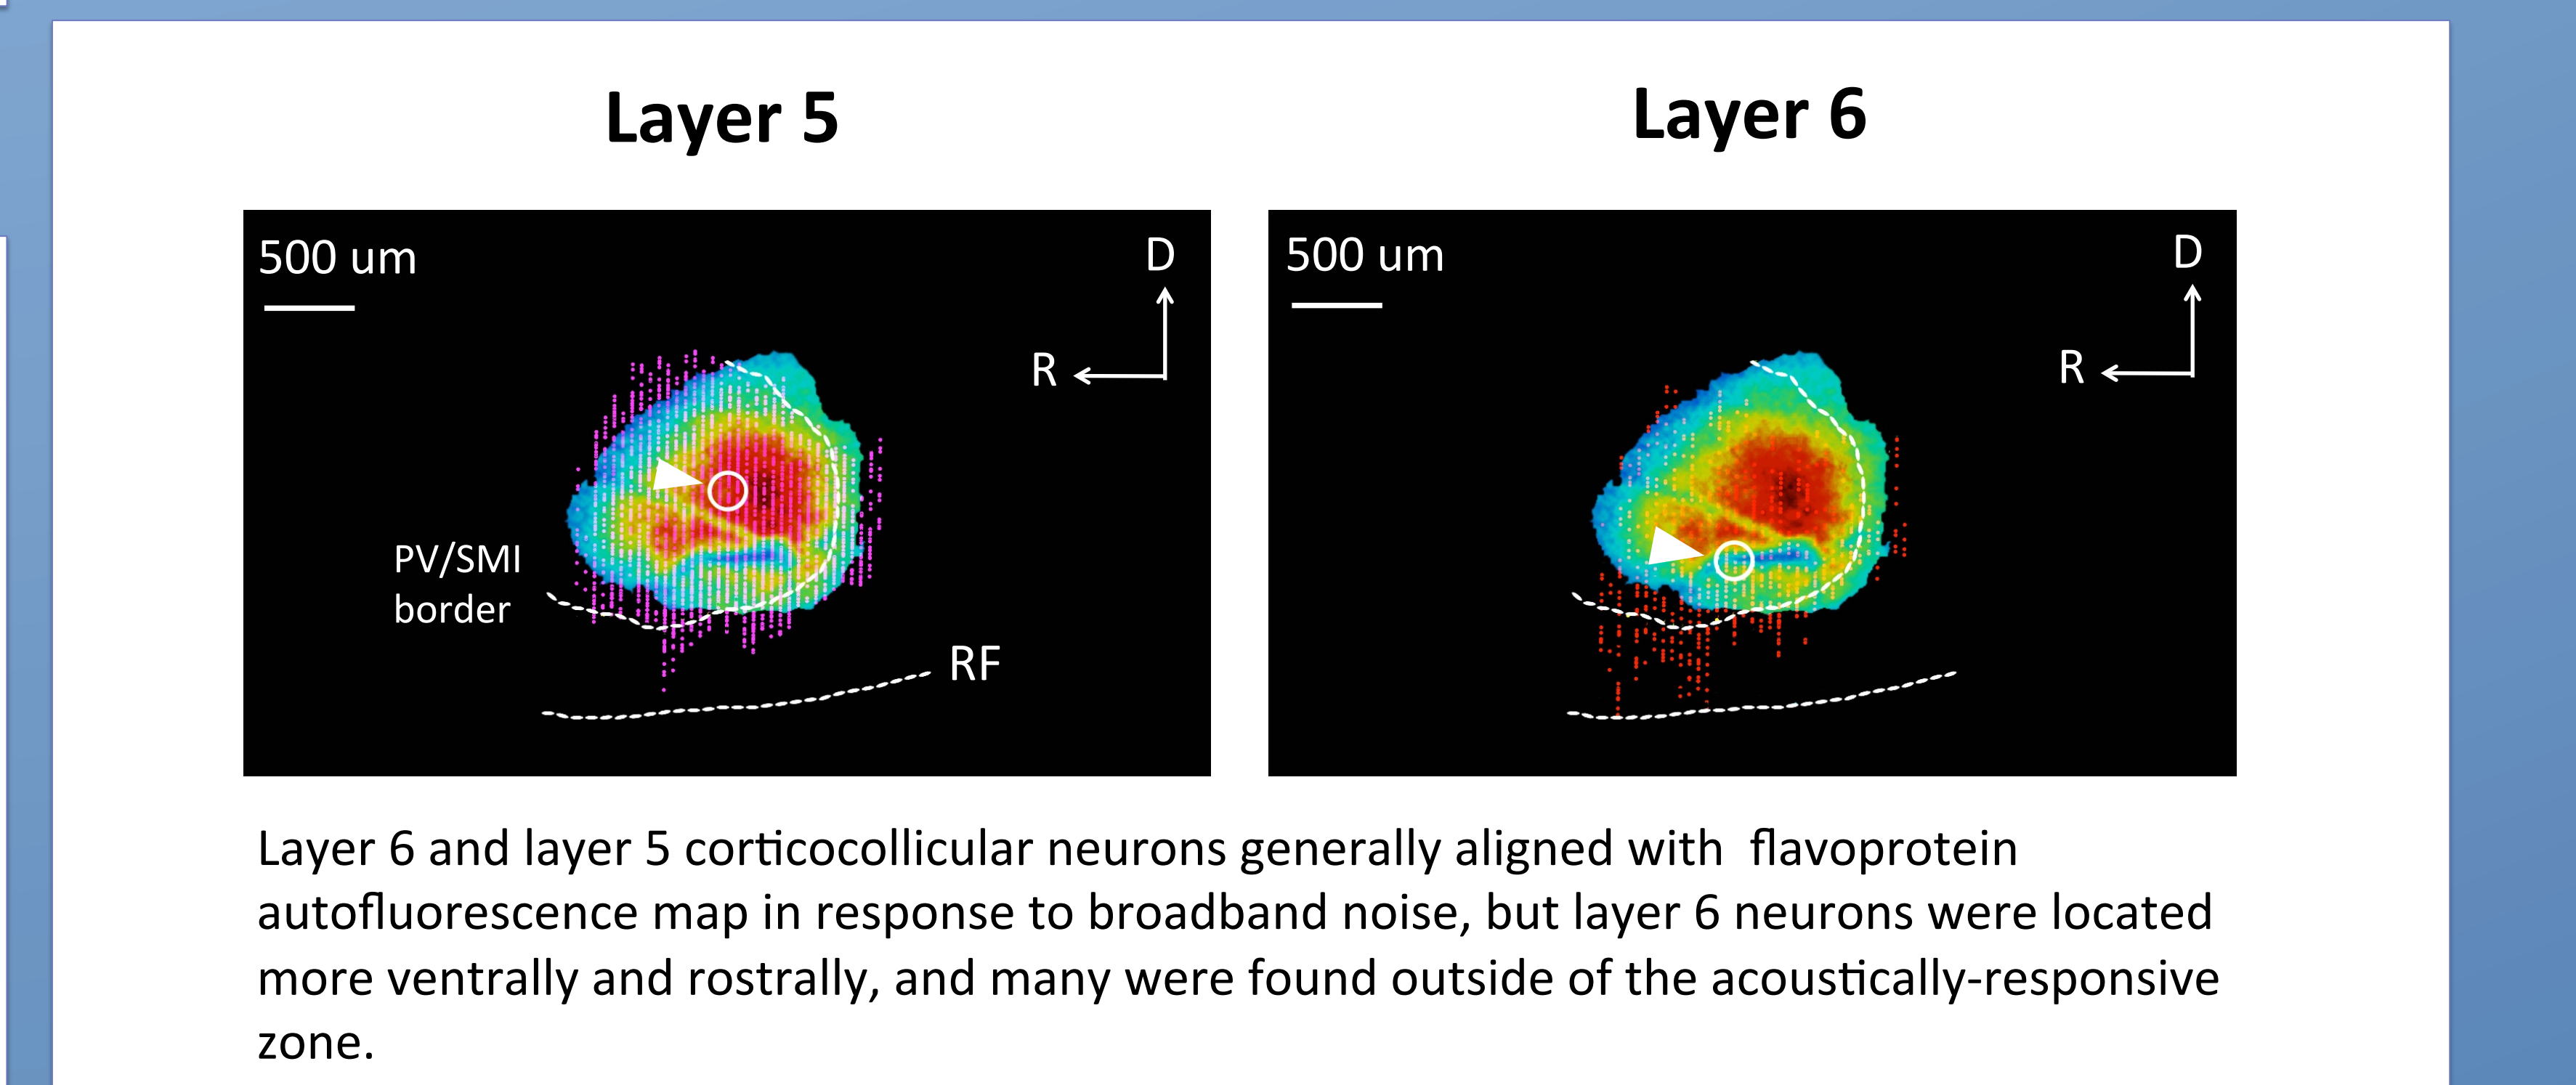 Layer 5
Layer 6
500 um
D
R
PV/SMI
border
RF
500 um
D
R
Layer 6 and layer 5 corticocollicular neurons generally aligned with  flavoprotein
autofluorescence map in response to broadband noise, but layer 6 neurons were located
more ventrally and rostrally, and many were found outside of the acoustically-responsive
zone.